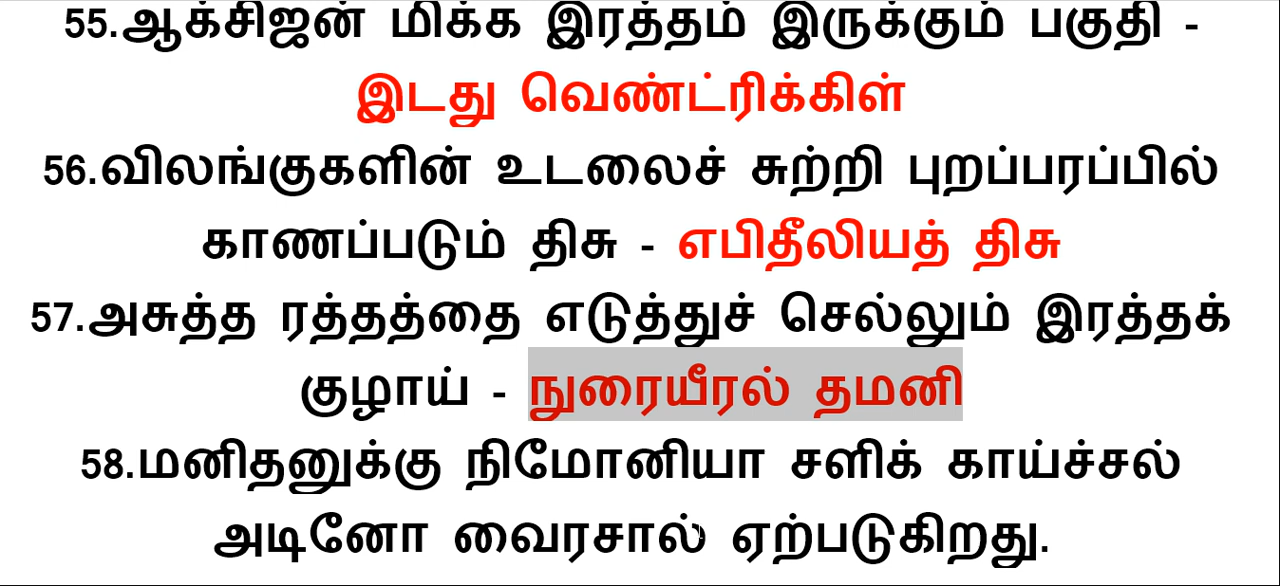 55.ஆக்சிஜன் மிக்க இரத்தம் இருக்கும் பகுதி -
இடது வெண்ட்ரிக்கிள்
56.விலங்குகளின் உடலைச் சுற்றி புறப்பரப்பில்
காணப்படும் திசு - எபிதீலியத் திசு
57.அசுத்த ரத்தத்தை எடுத்துச் செல்லும் இரத்தக்
குழாய் - நுரையீரல் தமனி
58.மனிதனுக்கு நிமோனியா சளிக் காய்ச்சல்
அடினோ வைரசால் ஏற்படுகிறது.